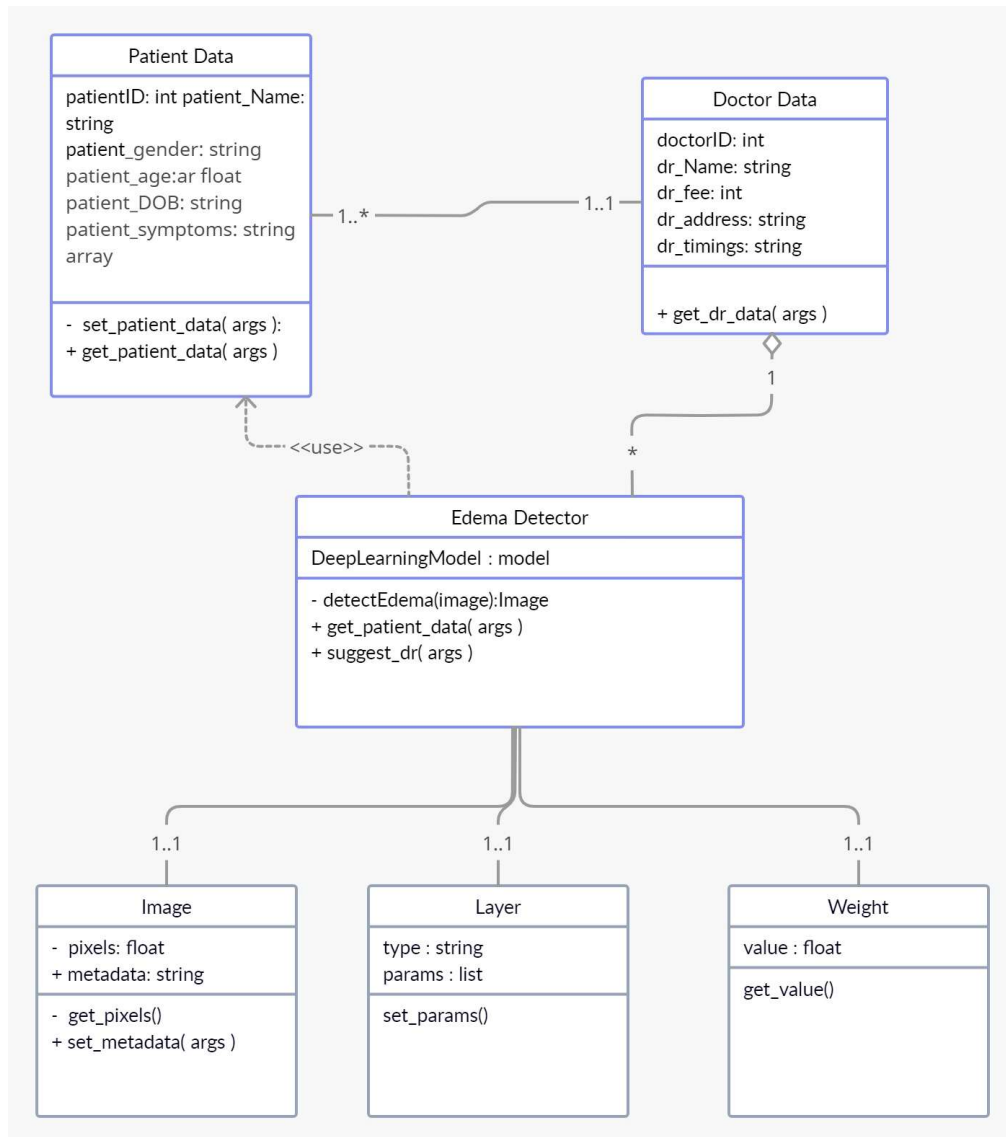 Patient Data
patientID: int patient_Name:
string
patient_gender: string
patient_age:ar float
patient_DOB: string
patient_symptoms: string
array
- set_patient_data( args ):
+ get_patient_data( args )
1..*
1..1
Doctor Data
doctorID: int
dr_Name: string
dr_fee: int
dr_address: string
dr_timings: string
+ get_dr_data( args )
1
*
<<use>>
Edema Detector
DeepLearningModel : model
- detectEdema(image):Image
+ get_patient_data( args )
+ suggest_dr( args )
1..1
1..1
1..1
Image
- pixels: float
+ metadata: string
- get_pixels()
+ set_metadata( args )
Layer
type : string
params : list
set_params()
Weight
value : float
get_value()